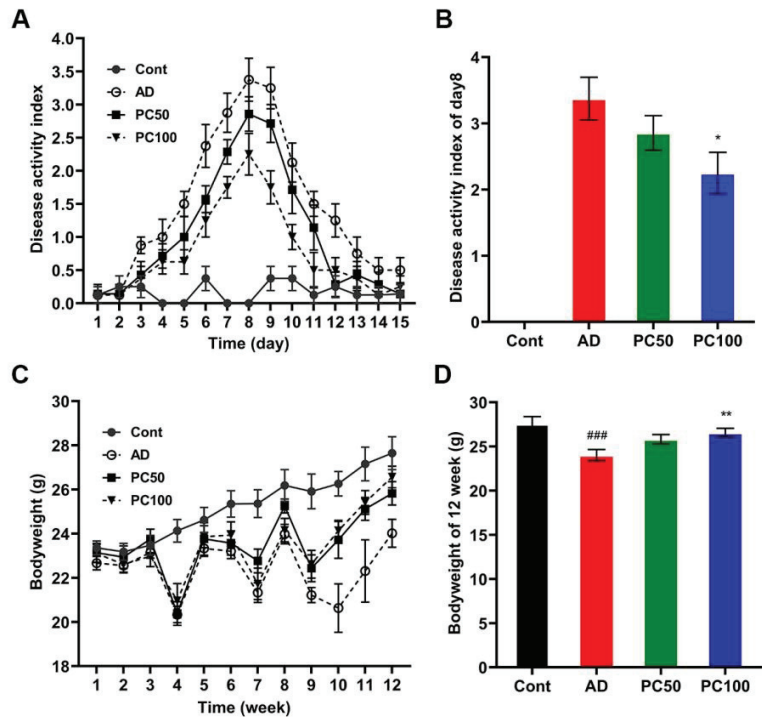 A
Disease activity index
4.0
3.5
3.0
2.5
2.0
1.5
1.0
0.5
0.0
Cont
AD
PC50
PC100
1 2 3 4 5 6 7 8 9 10 11 12 13 14 15
Time (day)
B
Disease activity index of day8
4
3
2
1
0
*
Cont AD PC50 PC100
C
Bodyweight (g)
30
28
26
24
22
20
18
Cont
AD
PC50
PC100
1 2 3 4 5 6 7 8 9 10 11 12
Time (week)
D
Bodyweight of 12 week (g)
30
25
20
15
10
5
0
###
**
Cont AD PC50 PC100